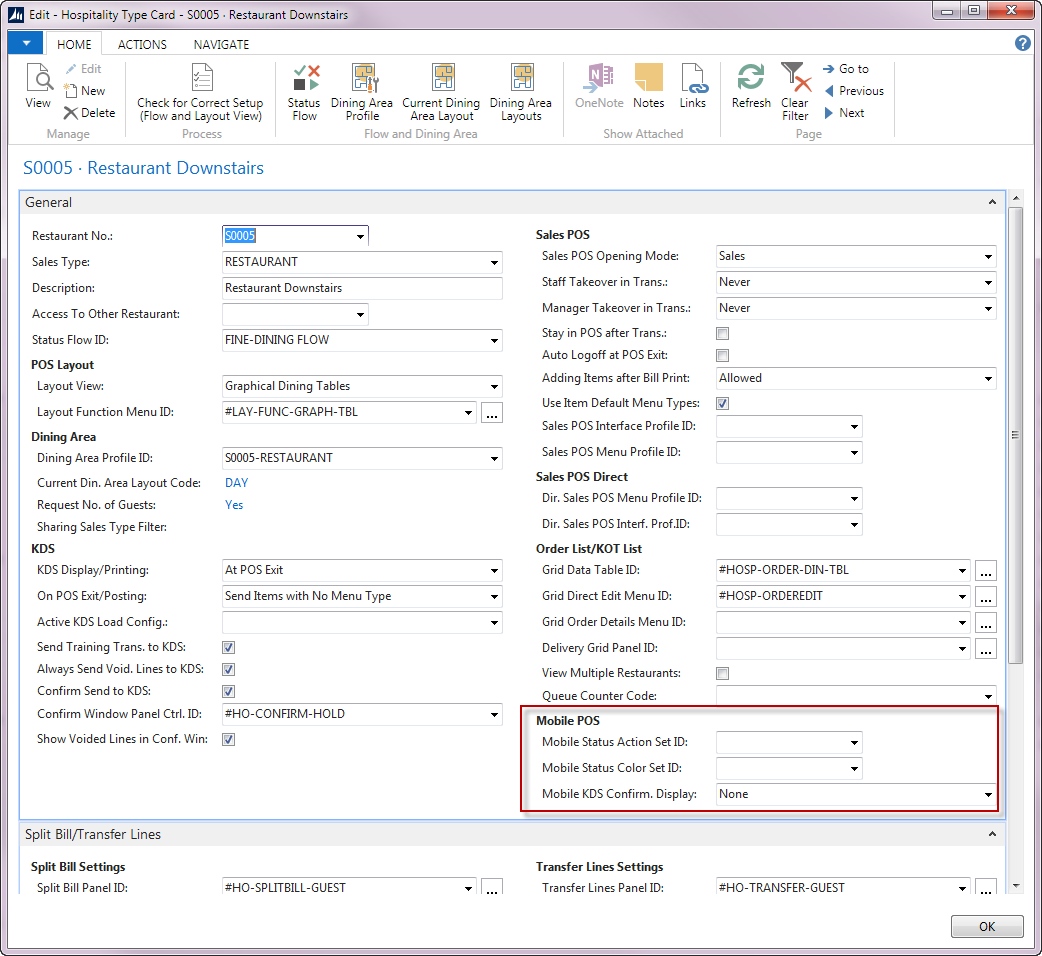 Edit - Hospitality Type Card - S0005 · Restaurant Downstairs
HOME ACTIONS NAVIGATE
View
Edit
New
Delete
Manage
Check for Correct Setup
(Flow and Layout View)
Process
Status
Flow
Dining Area
Profile
Current Dining
Area Layout
Dining Area
Layouts
Flow and Dining Area
OneNote
Notes
Links
Show Attached
Refresh
Clear
Filter
Go to
Previous
Next
Page
S0005 · Restaurant Downstairs
General
Restaurant No.: S0005
Sales Type: RESTAURANT
Description: Restaurant Downstairs
Access To Other Restaurant:
Status Flow ID: FINE-DINING FLOW
POS Layout
Layout View: Graphical Dining Tables
Layout Function Menu ID: #LAY-FUNC-GRAPH-TBL ...
Dining Area
Dining Area Profile ID: S0005-RESTAURANT
Current Din. Area Layout Code: DAY
Request No. of Guests: Yes
Sharing Sales Type Filter:
KDS
KDS Display/Printing: At POS Exit
On POS Exit/Posting: Send Items with No Menu Type
Active KDS Load Config.:
Send Training Trans. to KDS:
Always Send Void. Lines to KDS:
Confirm Send to KDS:
Confirm Window Panel Ctrl. ID: #HO-CONFIRM-HOLD
Show Voided Lines in Conf. Win:
Sales POS
Sales POS Opening Mode: Sales
Staff Takeover in Trans.: Never
Manager Takeover in Trans.: Never
Stay in POS after Trans.:
Auto Logoff at POS Exit:
Adding Items after Bill Print: Allowed
Use Item Default Menu Types:
Sales POS Interface Profile ID:
Sales POS Menu Profile ID:
Sales POS Direct
Dir. Sales POS Menu Profile ID:
Dir. Sales POS Interf. Prof.ID:
Order List/KOT List
Grid Data Table ID: #HOSP-ORDER-DIN-TBL ...
Grid Direct Edit Menu ID: #HOSP-ORDEREDIT ...
Grid Order Details Menu ID: ...
Delivery Grid Panel ID: ...
View Multiple Restaurants:
Queue Counter Code:
Mobile POS
Mobile Status Action Set ID:
Mobile Status Color Set ID:
Mobile KDS Confirm. Display: None
Split Bill/Transfer Lines
Split Bill Settings
Split Bill Panel ID: #HO-SPLITBILL-GUEST ...
Transfer Lines Settings
Transfer Lines Panel ID: #HO-TRANSFER-GUEST ...
OK